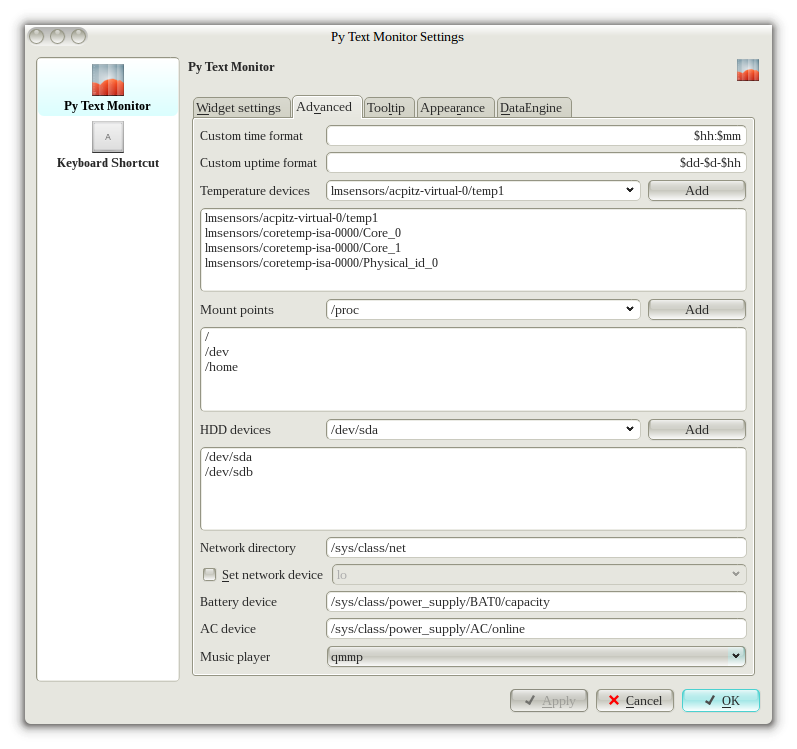 Py Text Monitor Settings
Py Text Monitor
A
Keyboard Shortcut
Py Text Monitor
Widget settings
Advanced
Tooltip
Appearance
DataEngine
Custom time format
$hh:$mm
Custom uptime format
$dd-$d-$hh
Temperature devices
lmsensors/acpitz-virtual-0/temp1
Add
lmsensors/acpitz-virtual-0/temp1
lmsensors/coretemp-isa-0000/Core_0
lmsensors/coretemp-isa-0000/Core_1
lmsensors/coretemp-isa-0000/Physical_id_0
Mount points
/proc
Add
/
/dev
/home
HDD devices
/dev/sda
Add
/dev/sda
/dev/sdb
Network directory
/sys/class/net
Set network device
lo
Battery device
/sys/class/power_supply/BAT0/capacity
AC device
/sys/class/power_supply/AC/online
Music player
qmmp
Apply
Cancel
OK